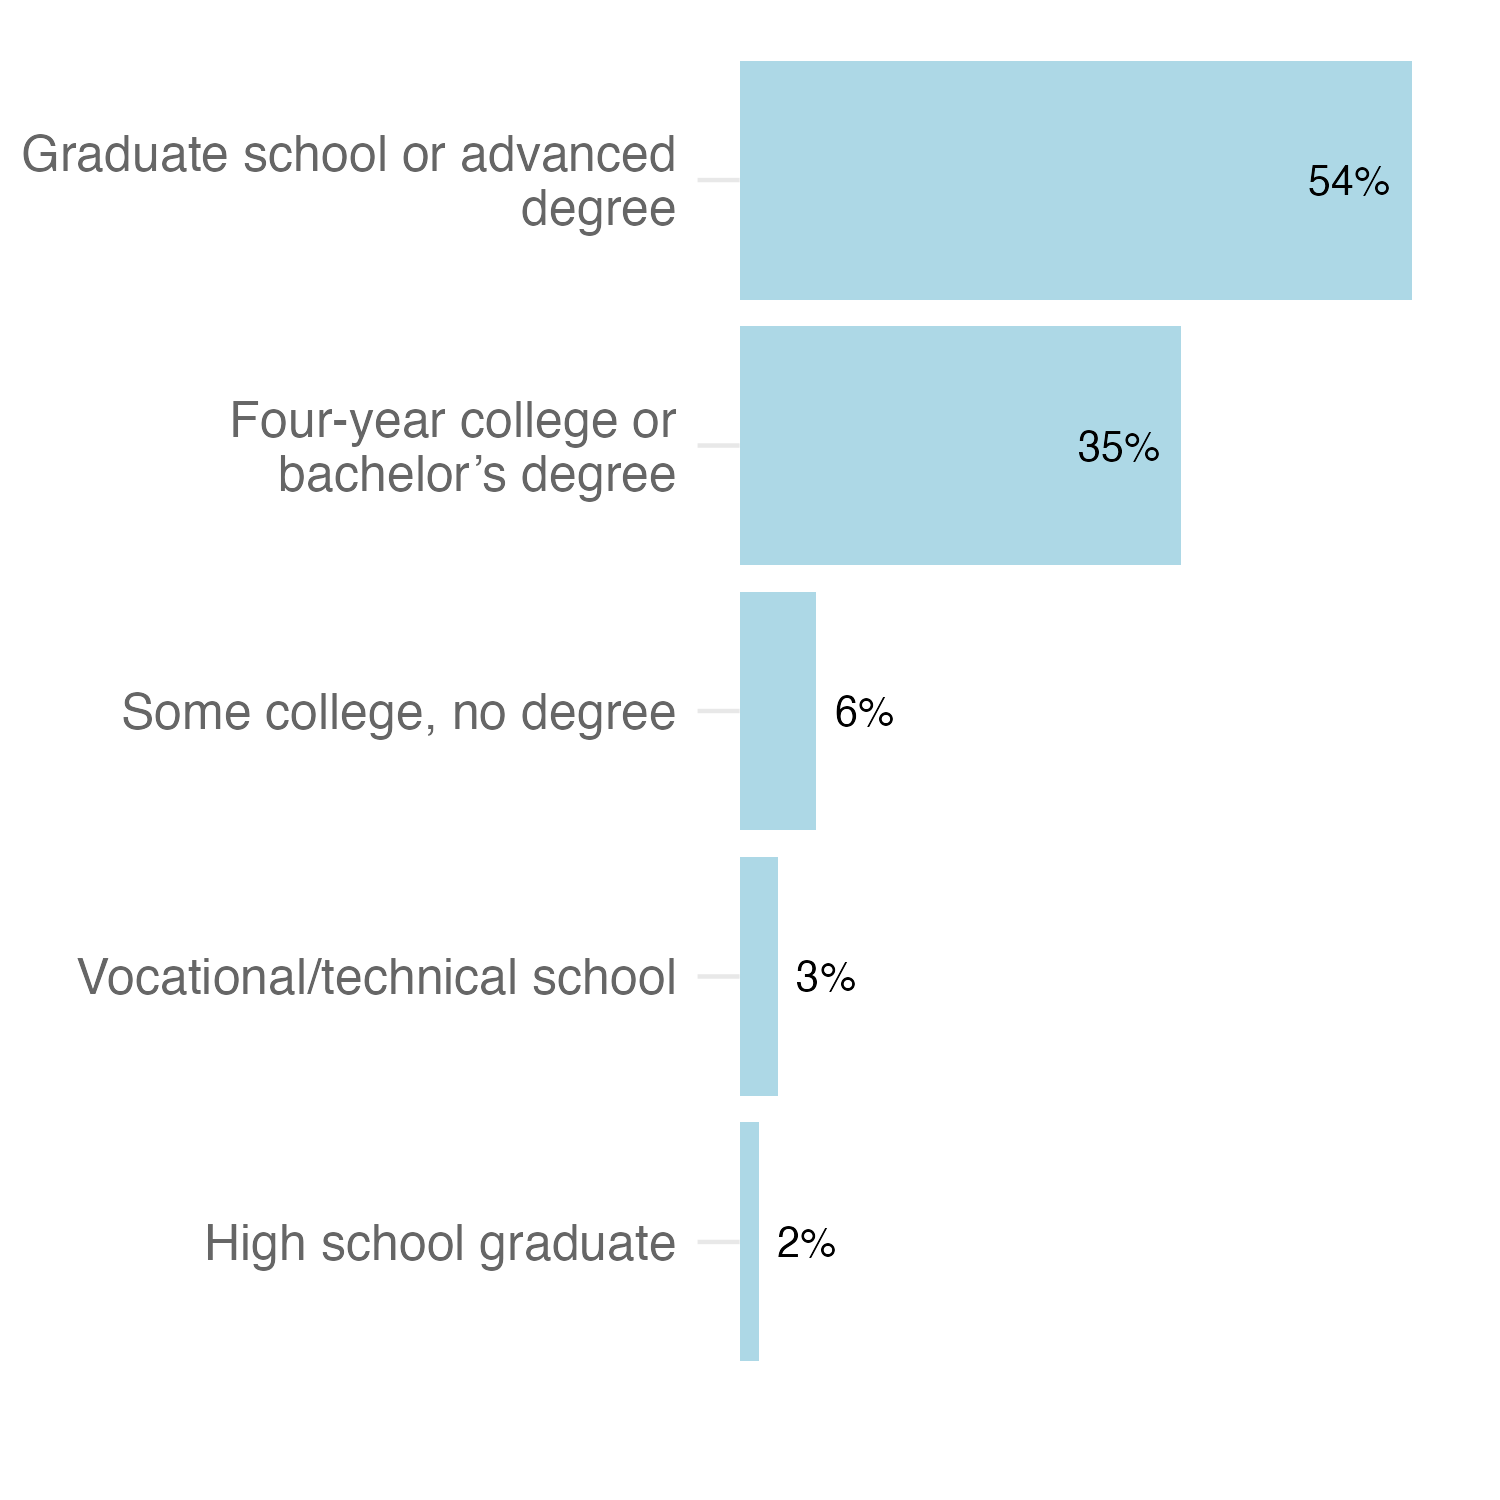 Graduate school or advanced
degree
54%
Four-year college or
bachelor’s degree
35%
Some college, no degree
6%
Vocational/technical school
3%
High school graduate
2%